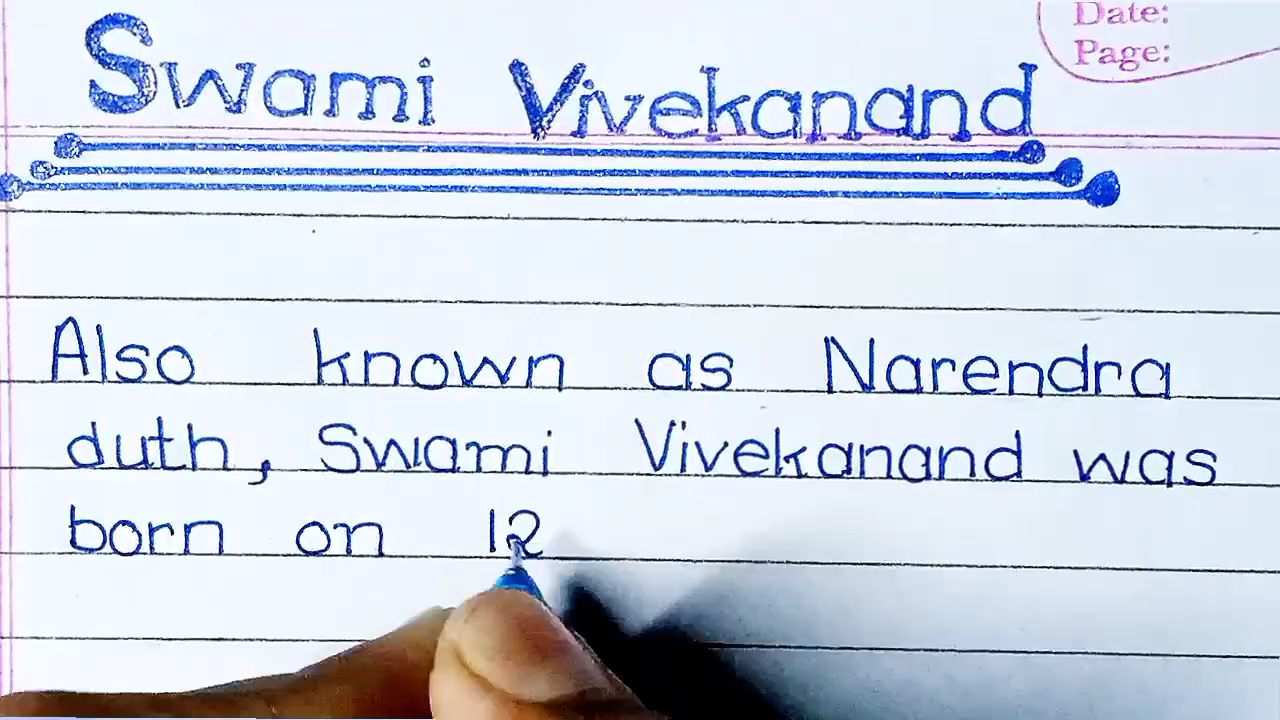 Date:
Page:
Swami Vivekanand
Also known as Narendra
duth, Swami Vivekanand was
born on 12